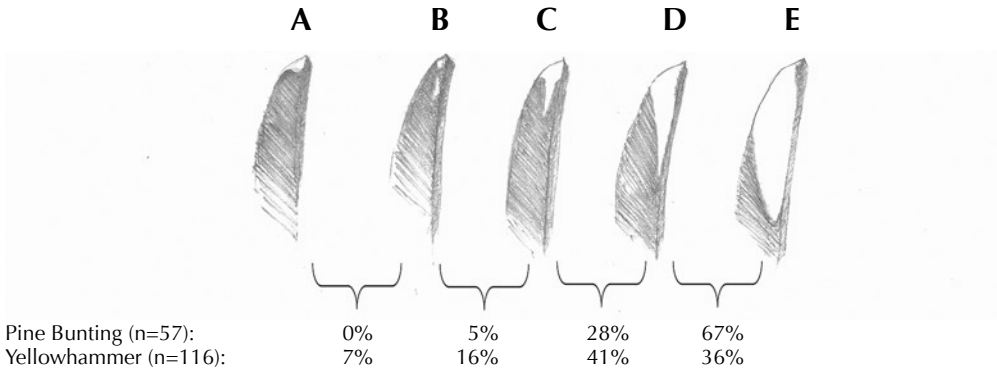 A B C D E
Pine Bunting (n=57): 0% 5% 28% 67%
Yellowhammer (n=116): 7% 16% 41% 36%